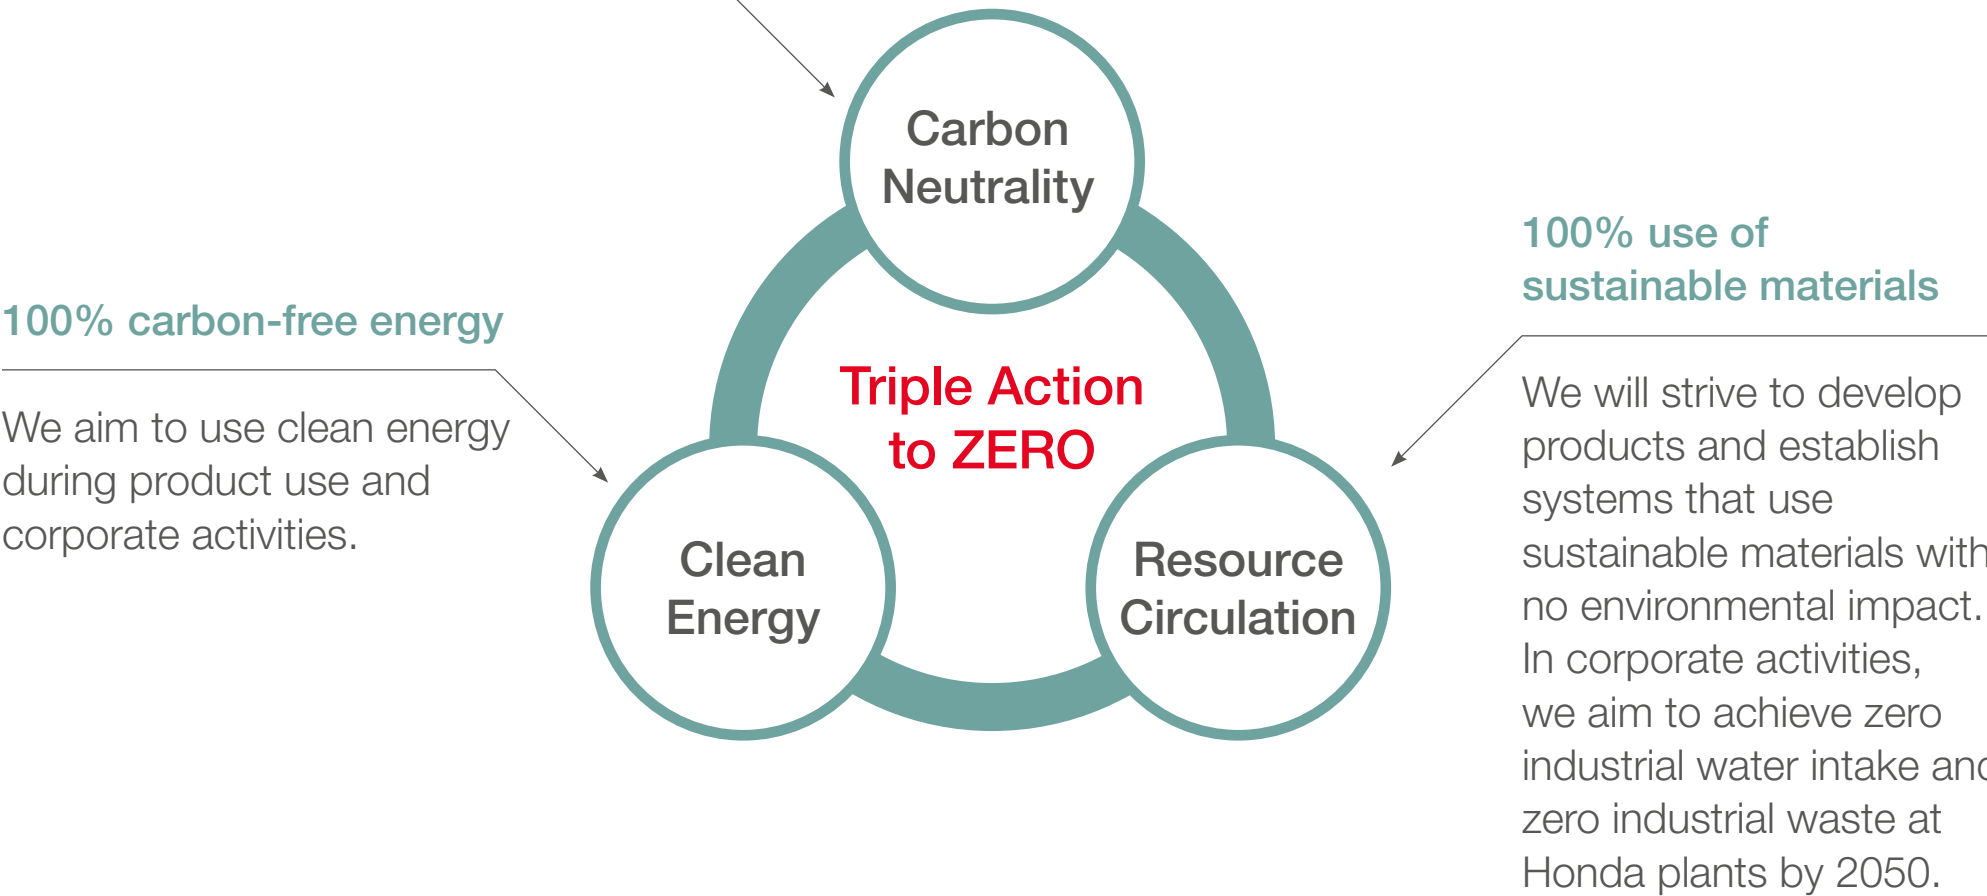 Carbon
Neutrality
100% carbon-free energy
We aim to use clean energy
during product use and
corporate activities.
Triple Action
to ZERO
Clean
Energy
Resource
Circulation
100% use of
sustainable materials
We will strive to develop
products and establish
systems that use
sustainable materials with
no environmental impact.
In corporate activities,
we aim to achieve zero
industrial water intake and
zero industrial waste at
Honda plants by 2050.